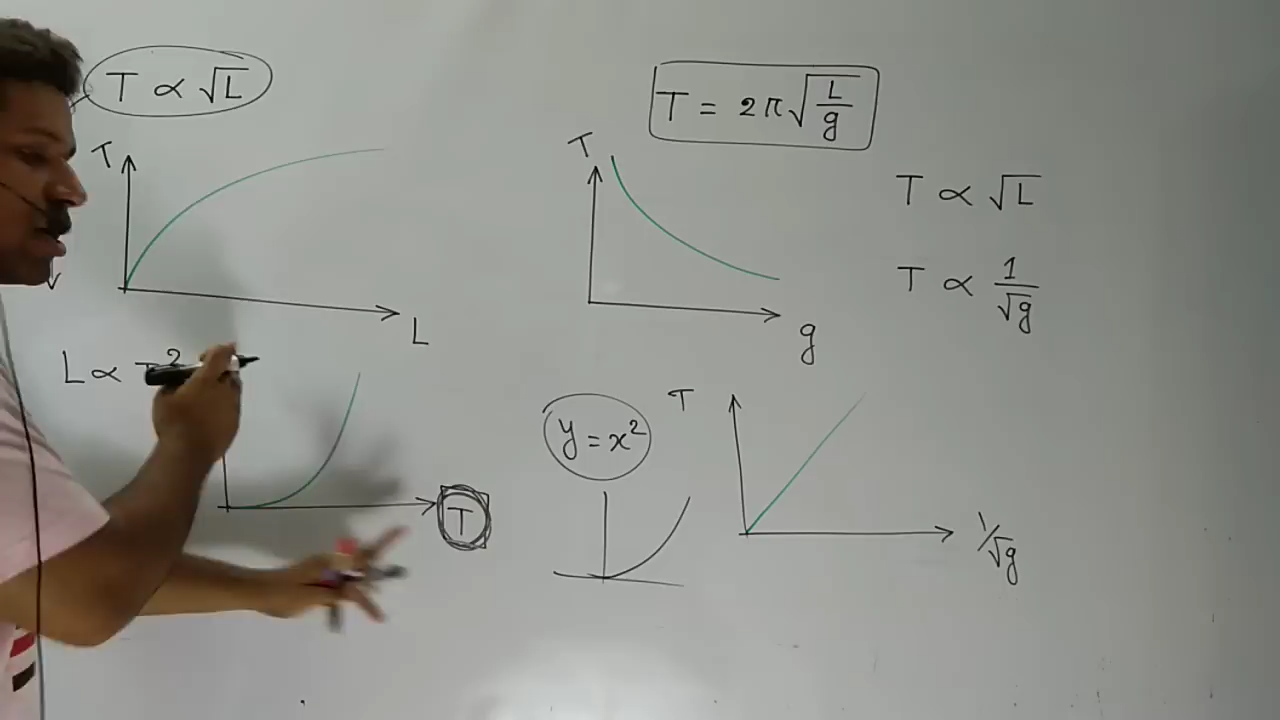 T ∝ √L
T
L
L ∝ T²
T
T = 2π√(L/g)
T
g
T ∝ √L
T ∝ 1/√g
y = x²
T
1/√g